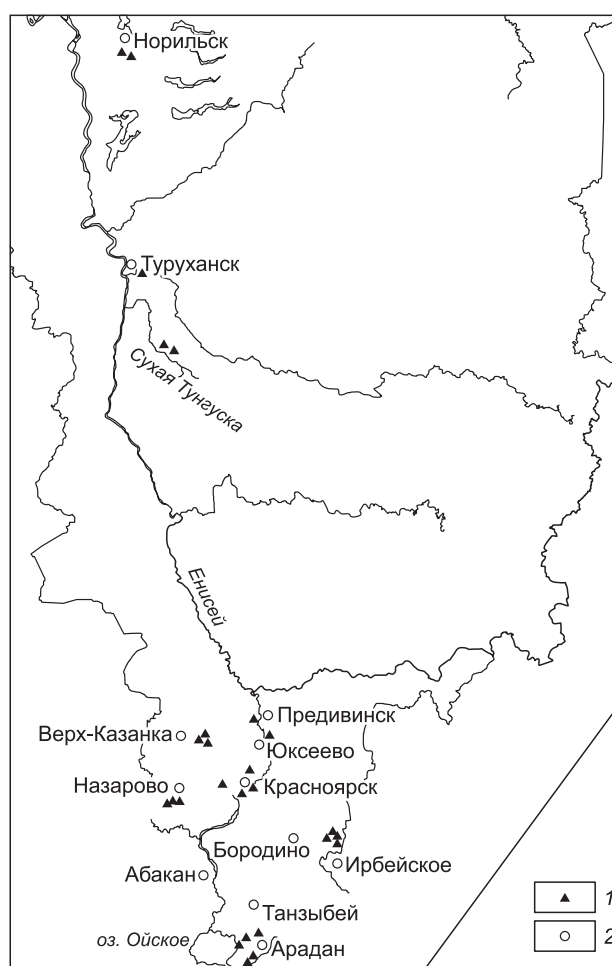 Норильск
Туруханск
Сухая Тунгуска
Енисей
Предивинск
Верх-Казанка
Юксеево
Назарово
Красноярск
Бородино
Ирбейское
Абакан
Танзыбей
оз. Ойское
Арадан
1
2